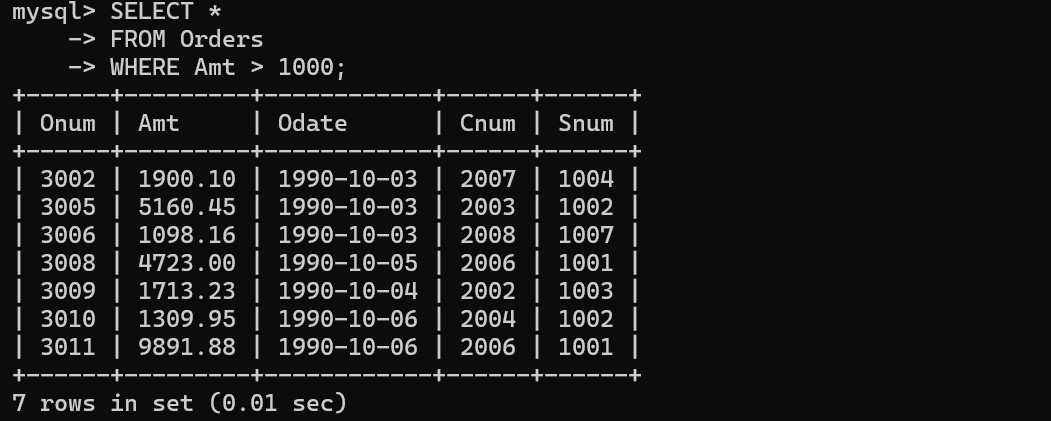 mysql> SELECT *
    -> FROM Orders
    -> WHERE Amt > 1000;
+------+---------+------------+------+------+
| Onum | Amt     | Odate      | Cnum | Snum |
+------+---------+------------+------+------+
| 3002 | 1900.10 | 1990-10-03 | 2007 | 1004 |
| 3005 | 5160.45 | 1990-10-03 | 2003 | 1002 |
| 3006 | 1098.16 | 1990-10-03 | 2008 | 1007 |
| 3008 | 4723.00 | 1990-10-05 | 2006 | 1001 |
| 3009 | 1713.23 | 1990-10-04 | 2002 | 1003 |
| 3010 | 1309.95 | 1990-10-06 | 2004 | 1002 |
| 3011 | 9891.88 | 1990-10-06 | 2006 | 1001 |
+------+---------+------------+------+------+
7 rows in set (0.01 sec)